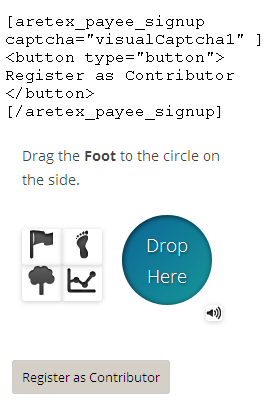 [aretex_payee_signup
captcha="visualCaptcha1" ]
<button type="button">
Register as Contributor
</button>
[/aretex_payee_signup]
Drag the Foot to the circle on
the side.
Drop
Here
Register as Contributor